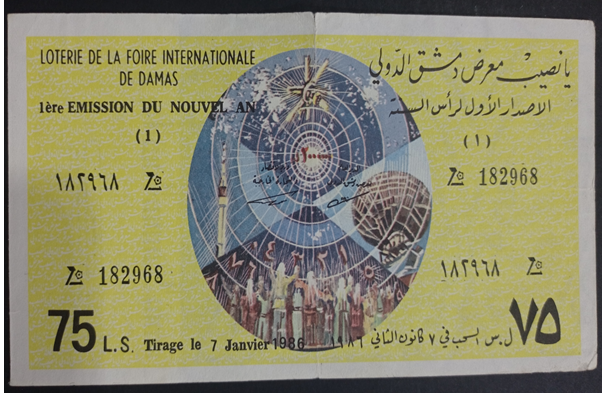 LOTERIE DE LA FOIRE INTERNATIONALE
DE DAMAS
يانصيب معرض دمشق الدولي
1ère EMISSION DU NOUVEL AN
الاصدار الأول لرأس السنة
(1)
(١)
١٨٢٩٦٨
182968
182968
١٨٢٩٦٨
75 L.S. Tirage le 7 Janvier 1986
٧٥ ل.س السحب في ٧ كانون الثاني ١٩٨٦